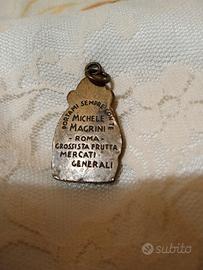 PORTAMI SEMPRE CON TE
MICHELE
MAGRINI
- ROMA -
GROSSISTA FRUTTA
MERCATI
GENERALI
subito